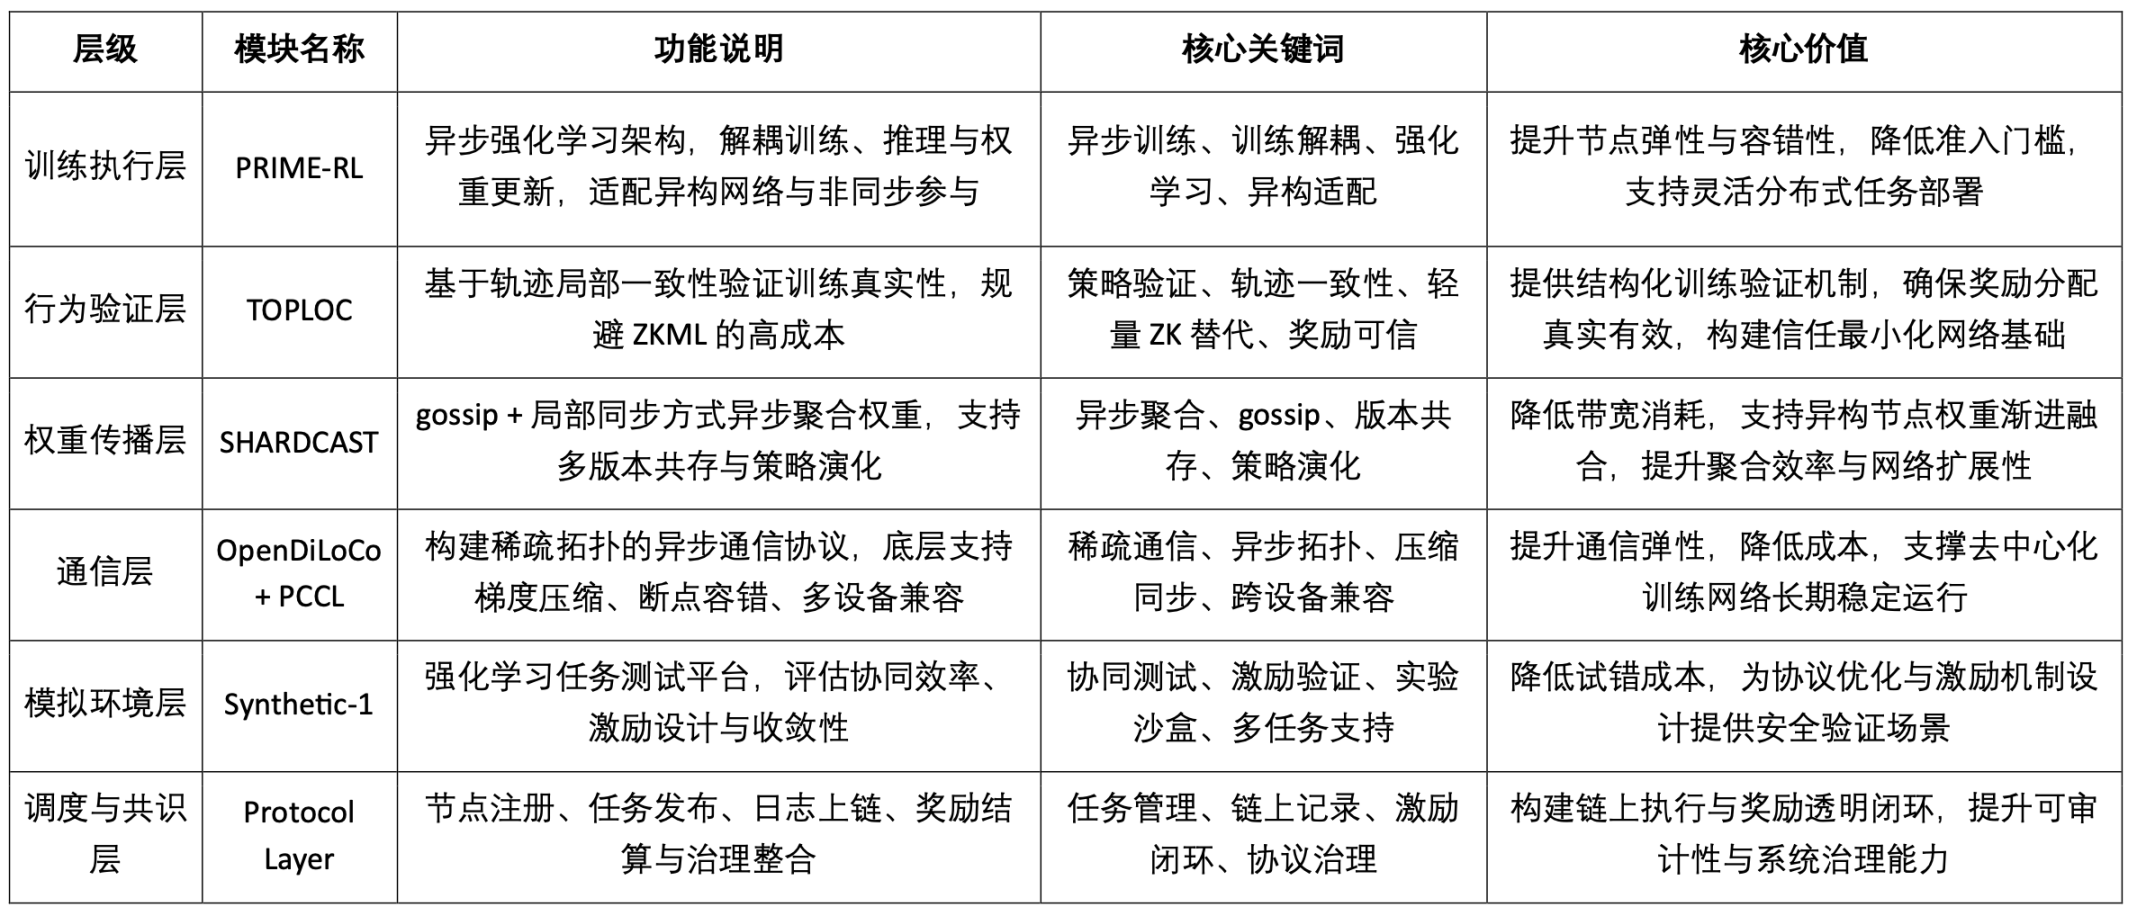 层级 模块名称 功能说明 核心关键词 核心价值
训练执行层
PRIME-RL
异步强化学习架构，解耦训练、推理与权
重更新，适配异构网络与非同步参与
异步训练、训练解耦、强化
学习、异构适配
提升节点弹性与容错性，降低准入门槛，
支持灵活分布式任务部署
行为验证层
TOPLOC
基于轨迹局部一致性验证训练真实性，规
避 ZKML 的高成本
策略验证、轨迹一致性、轻
量 ZK 替代、奖励可信
提供结构化训练验证机制，确保奖励分配
真实有效，构建信任最小化网络基础
权重传播层
SHARDCAST
gossip + 局部同步方式异步聚合权重，支持
多版本共存与策略演化
异步聚合、gossip、版本共
存、策略演化
降低带宽消耗，支持异构节点权重渐进融
合，提升聚合效率与网络扩展性
通信层
OpenDiLoCo
+ PCCL
构建稀疏拓扑的异步通信协议，底层支持
梯度压缩、断点容错、多设备兼容
稀疏通信、异步拓扑、压缩
同步、跨设备兼容
提升通信弹性，降低成本，支撑去中心化
训练网络长期稳定运行
模拟环境层
Synthetic-1
强化学习任务测试平台，评估协同效率、
激励设计与收敛性
协同测试、激励验证、实验
沙盒、多任务支持
降低试错成本，为协议优化与激励机制设
计提供安全验证场景
调度与共识
层
Protocol
Layer
节点注册、任务发布、日志上链、奖励结
算与治理整合
任务管理、链上记录、激励
闭环、协议治理
构建链上执行与奖励透明闭环，提升可审
计性与系统治理能力